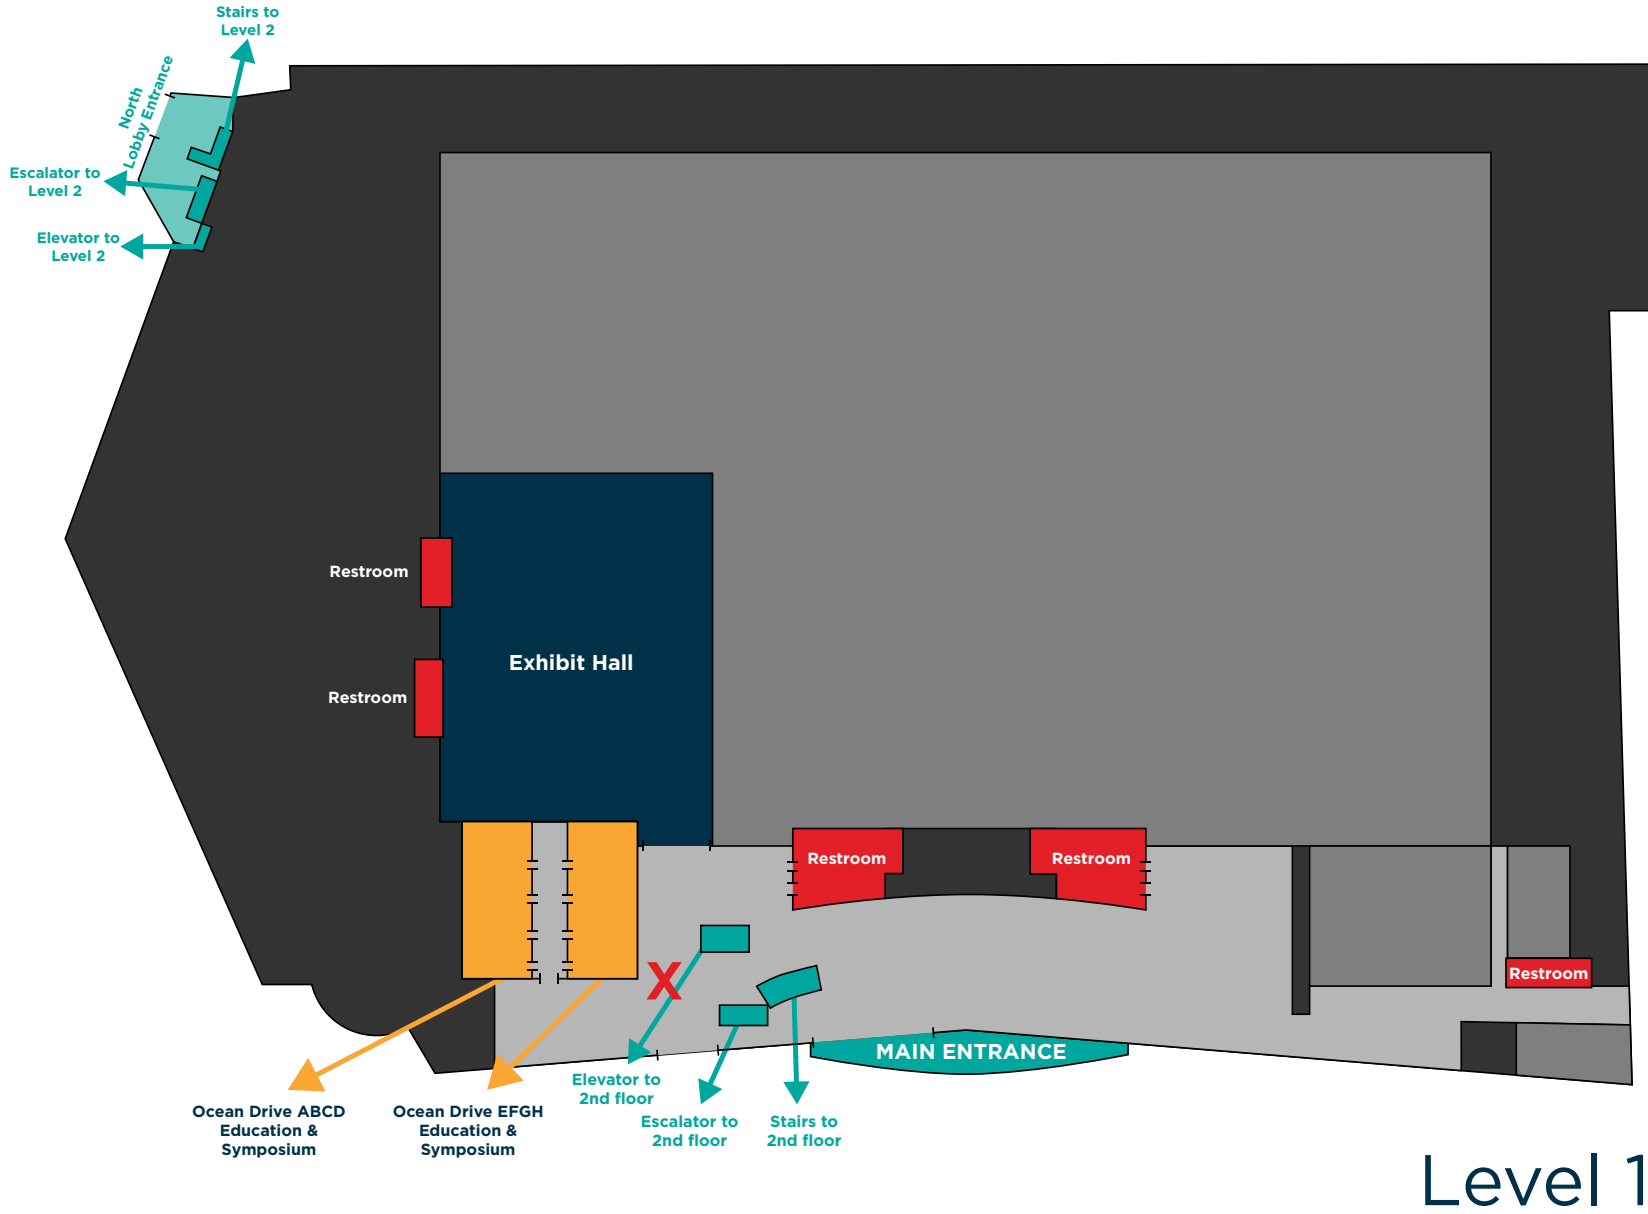 Stairs to
Level 2
North
Lobby Entrance
Escalator to
Level 2
Elevator to
Level 2
Restroom
Exhibit Hall
Restroom
Restroom
Restroom
Restroom
X
MAIN ENTRANCE
Elevator to
2nd floor
Ocean Drive ABCD
Education &
Symposium
Ocean Drive EFGH
Education &
Symposium
Escalator to
2nd floor
Stairs to
2nd floor
Level 1